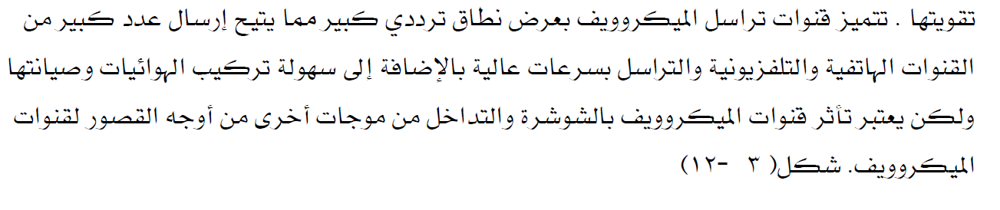 تقويتها . تتميز قنوات تراسل الميكروويف بعرض نطاق ترددي كبير مما يتيح إرسال عدد كبير من
القنوات الهاتفية والتلفزيونية والتراسل بسرعات عالية بالإضافة إلى سهولة تركيب الهوائيات وصيانتها
ولكن يعتبر تأثر قنوات الميكروويف بالشوشرة والتداخل من موجات أخرى من أوجه القصور لقنوات
الميكروويف. شكل( ٣ -١٢)